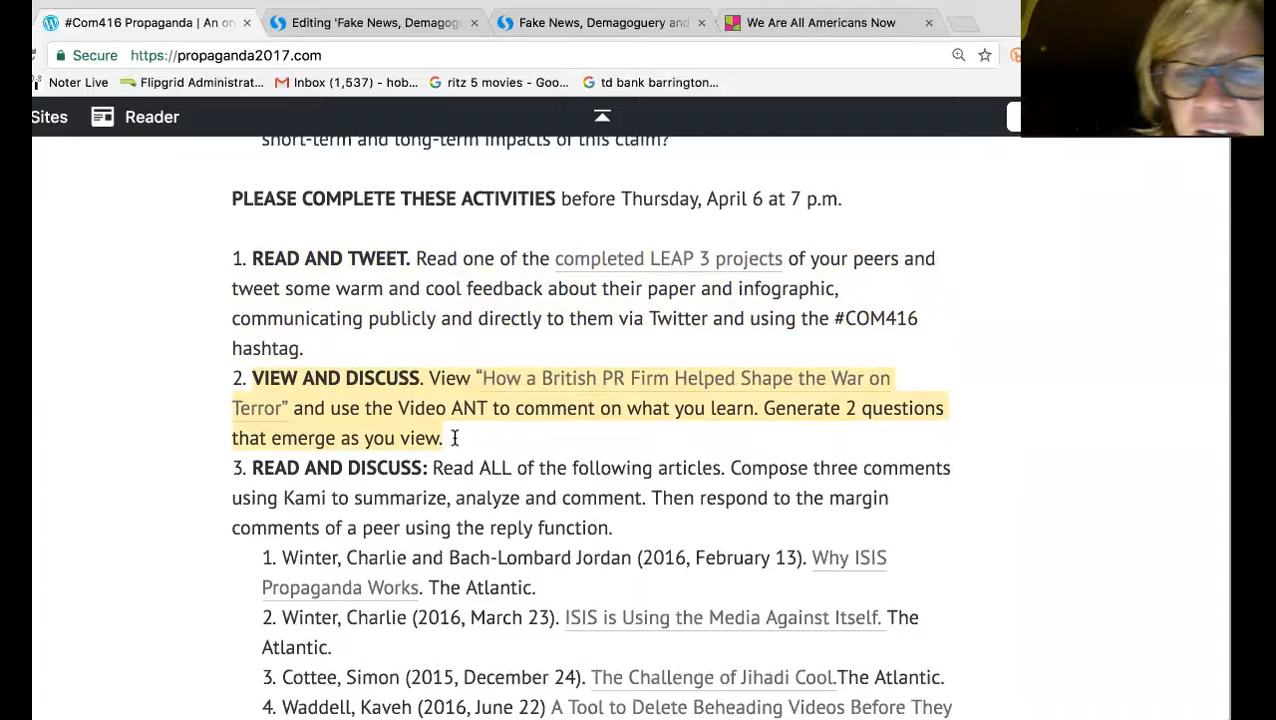 #Com416 Propaganda | An on
Editing 'Fake News, Demagog
Fake News, Demagoguery and
We Are All Americans Now
Secure https://propaganda2017.com
Noter Live Flipgrid Administrat... Inbox (1,537) - hob... ritz 5 movies - Goo... td bank barrington...
Sites Reader
short-term and long-term impacts of this claim?
PLEASE COMPLETE THESE ACTIVITIES before Thursday, April 6 at 7 p.m.
1. READ AND TWEET. Read one of the completed LEAP 3 projects of your peers and
tweet some warm and cool feedback about their paper and infographic,
communicating publicly and directly to them via Twitter and using the #COM416
hashtag.
2. VIEW AND DISCUSS. View “How a British PR Firm Helped Shape the War on
Terror” and use the Video ANT to comment on what you learn. Generate 2 questions
that emerge as you view.
3. READ AND DISCUSS: Read ALL of the following articles. Compose three comments
using Kami to summarize, analyze and comment. Then respond to the margin
comments of a peer using the reply function.
1. Winter, Charlie and Bach-Lombard Jordan (2016, February 13). Why ISIS
Propaganda Works. The Atlantic.
2. Winter, Charlie (2016, March 23). ISIS is Using the Media Against Itself. The
Atlantic.
3. Cottee, Simon (2015, December 24). The Challenge of Jihadi Cool.The Atlantic.
4. Waddell, Kaveh (2016, June 22) A Tool to Delete Beheading Videos Before They